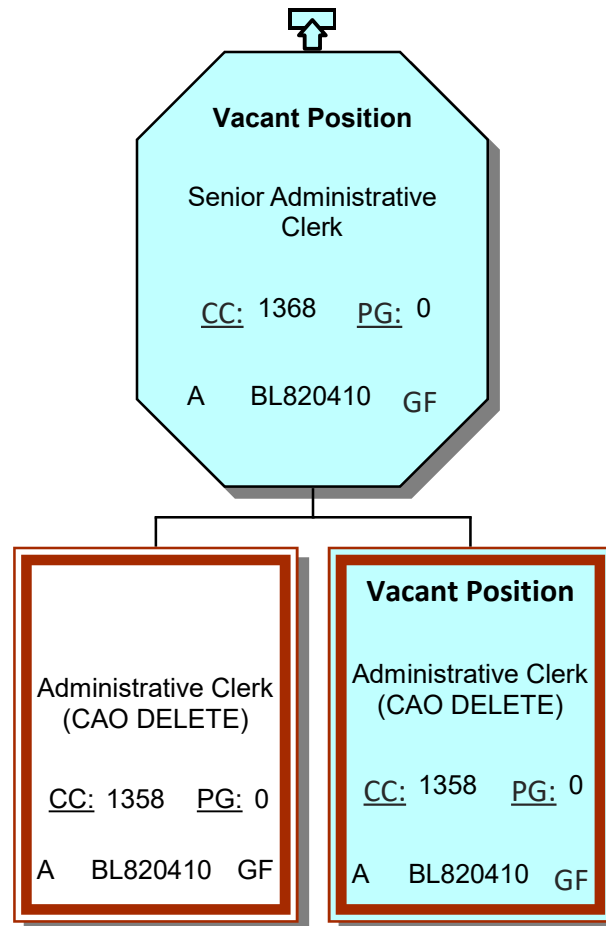 Vacant Position
Senior Administrative
Clerk
CC: 1368 PG: 0
A BL820410 GF
Administrative Clerk
(CAO DELETE)
CC: 1358 PG: 0
A BL820410 GF
Vacant Position
Administrative Clerk
(CAO DELETE)
CC: 1358 PG: 0
A BL820410 GF